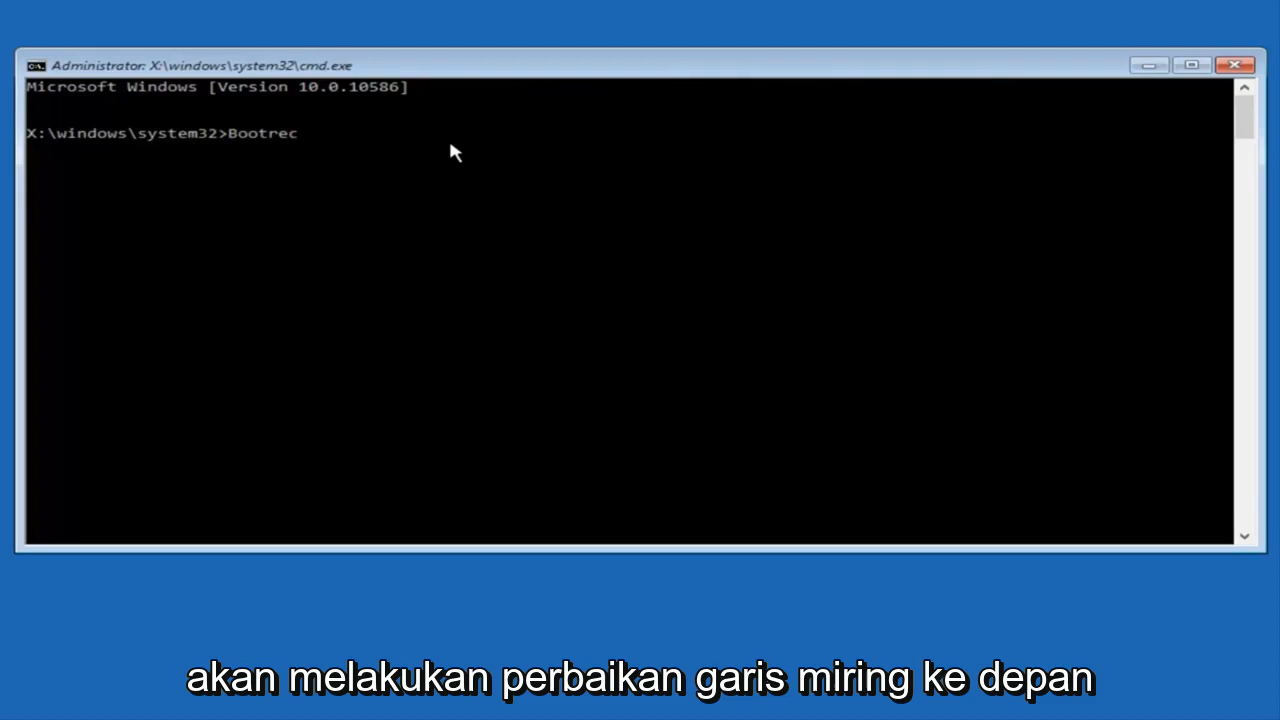 Administrator: X:\windows\system32\cmd.exe
Microsoft Windows [Version 10.0.10586]
X:\windows\system32>Bootrec
akan melakukan perbaikan garis miring ke depan